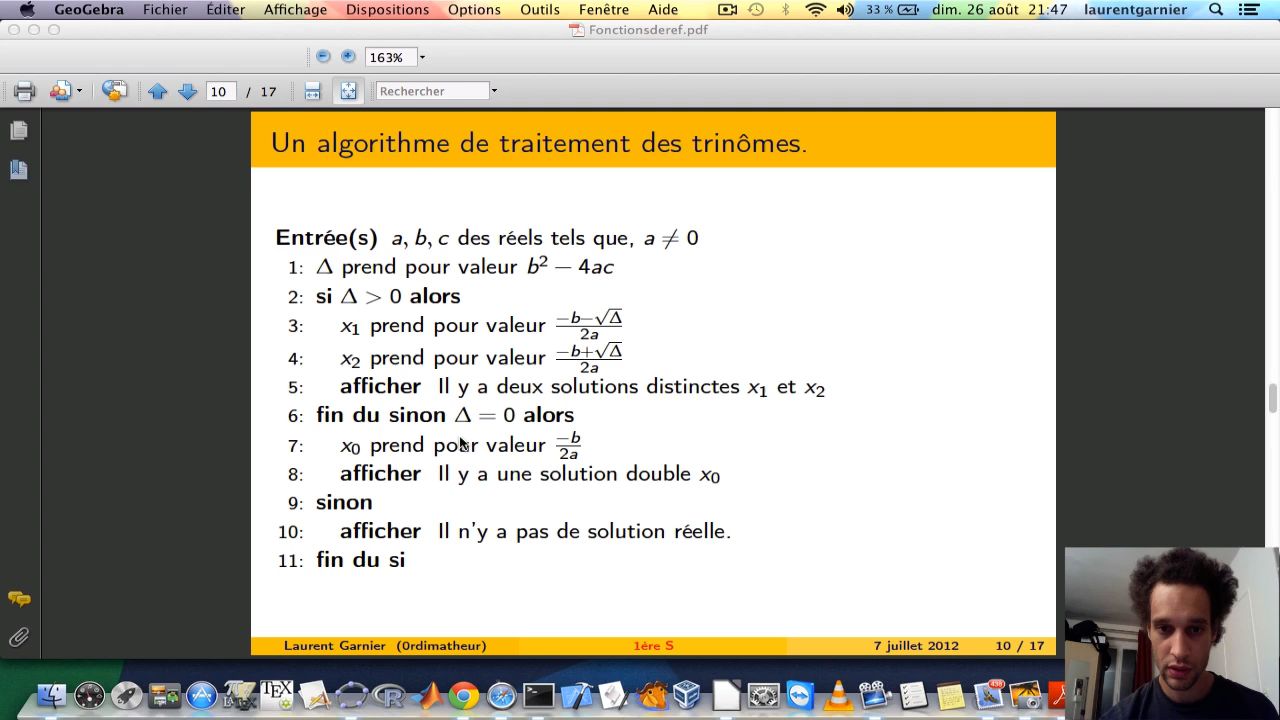 GeoGebra Fichier Éditer Affichage Dispositions Options Outils Fenêtre Aide 33 % dim. 26 août 21:47 laurentgarnier
Fonctionsderef.pdf
163%
10 / 17 Rechercher
Un algorithme de traitement des trinômes.
Entrée(s) a, b, c des réels tels que, a ≠ 0
1: Δ prend pour valeur b² − 4ac
2: si Δ > 0 alors
3: x₁ prend pour valeur (−b−√Δ)/2a
4: x₂ prend pour valeur (−b+√Δ)/2a
5: afficher Il y a deux solutions distinctes x₁ et x₂
6: fin du sinon Δ = 0 alors
7: x₀ prend pour valeur −b/2a
8: afficher Il y a une solution double x₀
9: sinon
10: afficher Il n'y a pas de solution réelle.
11: fin du si
Laurent Garnier (0rdimatheur) 1ère S 7 juillet 2012 10 / 17
TEX
438